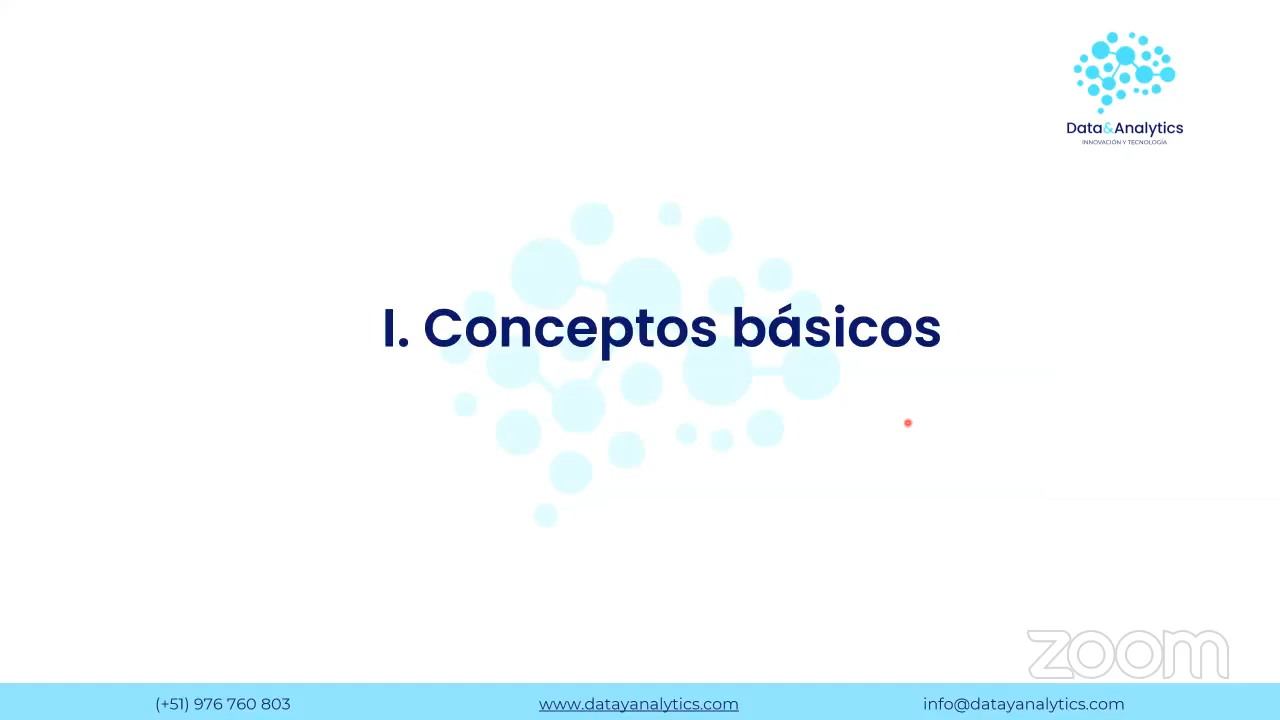 Data&Analytics
INNOVACIÓN Y TECNOLOGÍA
I. Conceptos básicos
zoom
(+51) 976 760 803
www.datayanalytics.com
info@datayanalytics.com